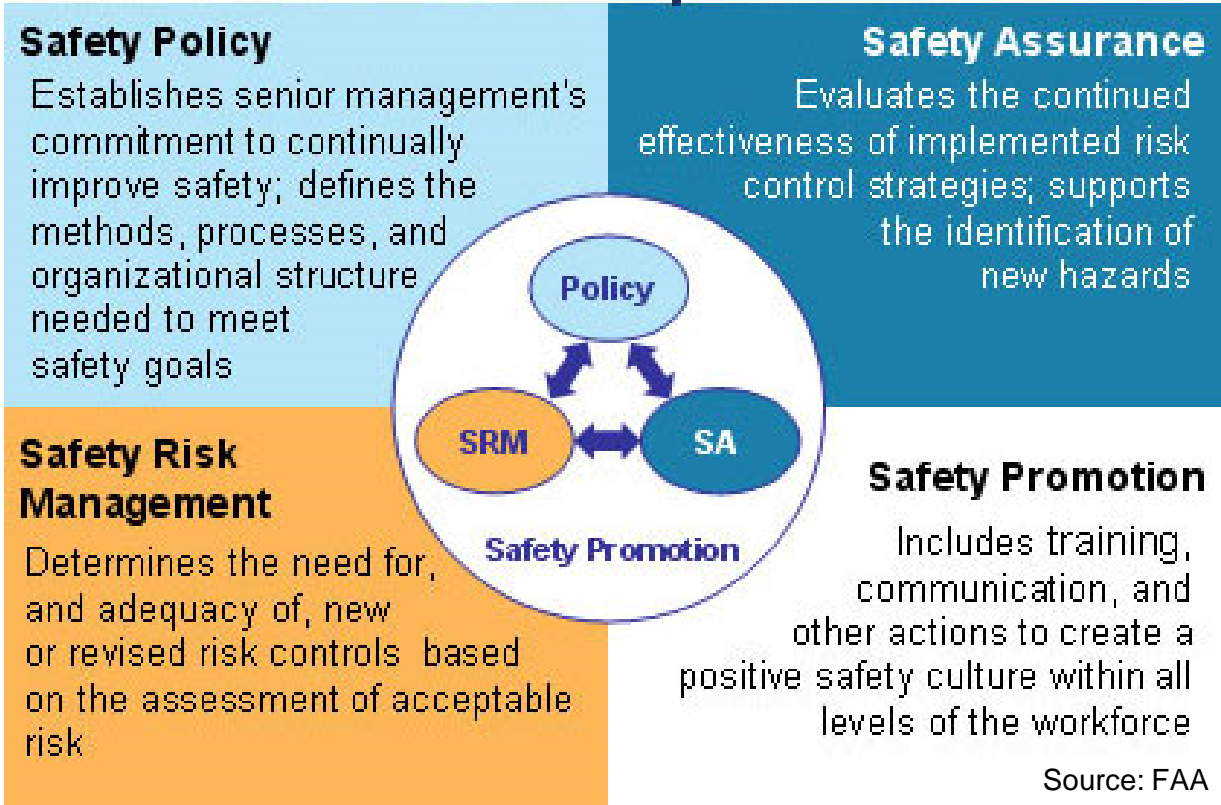 Safety Policy
Establishes senior management's
commitment to continually
improve safety; defines the
methods, processes, and
organizational structure
needed to meet
safety goals
Safety Assurance
Evaluates the continued
effectiveness of implemented risk
control strategies; supports
the identification of
new hazards
Policy
SRM
SA
Safety Promotion
Safety Risk
Management
Determines the need for,
and adequacy of, new
or revised risk controls based
on the assessment of acceptable
risk
Safety Promotion
Includes training,
communication, and
other actions to create a
positive safety culture within all
levels of the workforce
Source: FAA